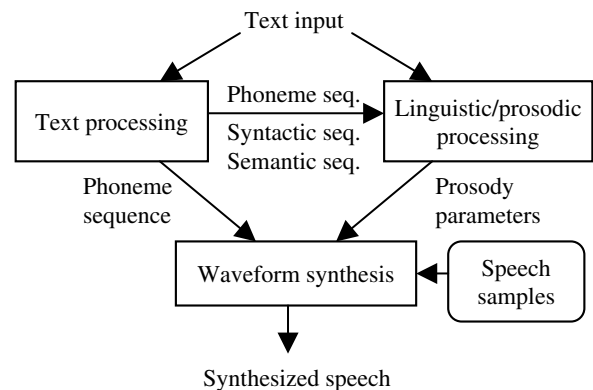 Text input
Text processing
Phoneme seq.
Syntactic seq.
Semantic seq.
Linguistic/prosodic
processing
Phoneme
sequence
Prosody
parameters
Waveform synthesis
Speech
samples
Synthesized speech